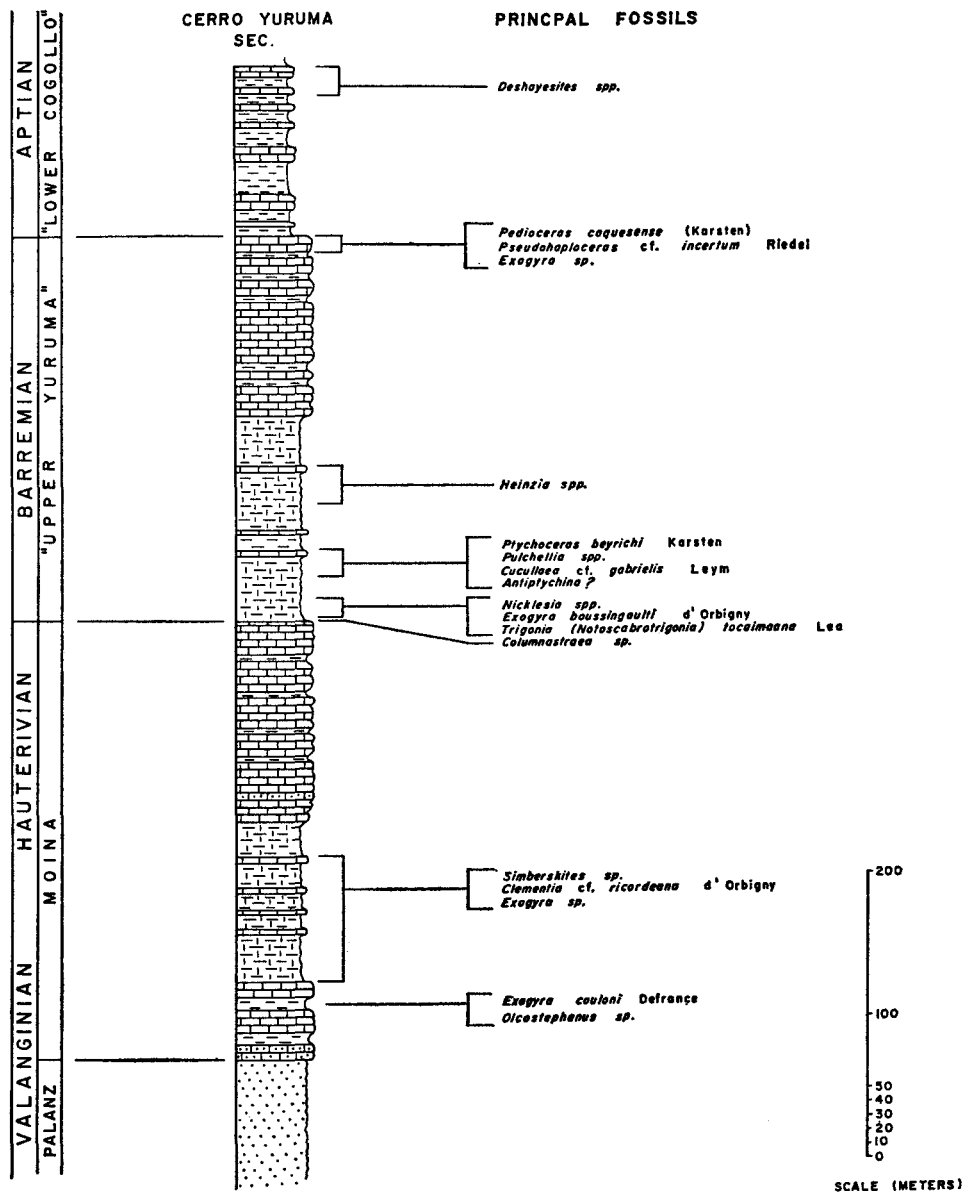 CERRO YURUMA
SEC.
PRINCPAL FOSSILS
APTIAN
"LOWER COGOLLO"
BARREMIAN
"UPPER YURUMA"
HAUTERIVIAN
MOINA
VALANGINIAN
PALANZ
Deshayesites spp.
Pedioceras caquesense (Karsten)
Pseudohaploceras cf. incertum Riedel
Exogyra sp.
Heinzia spp.
Ptychoceras beyrichi Karsten
Pulchellia spp.
Cucullaea cf. gabrielis Leym
Antiptychina ?
Nicklesia spp.
Exogyra boussingaulti d'Orbigny
Trigonia (Notoscabrotrigonia) tocaimaana Lea
Columnastraea sp.
Simberskites sp.
Clementia cf. ricordeana d'Orbigny
Exogyra sp.
Exogyra couloni Defrance
Olcostephanus sp.
200
100
50
40
30
20
10
0
SCALE (METERS)